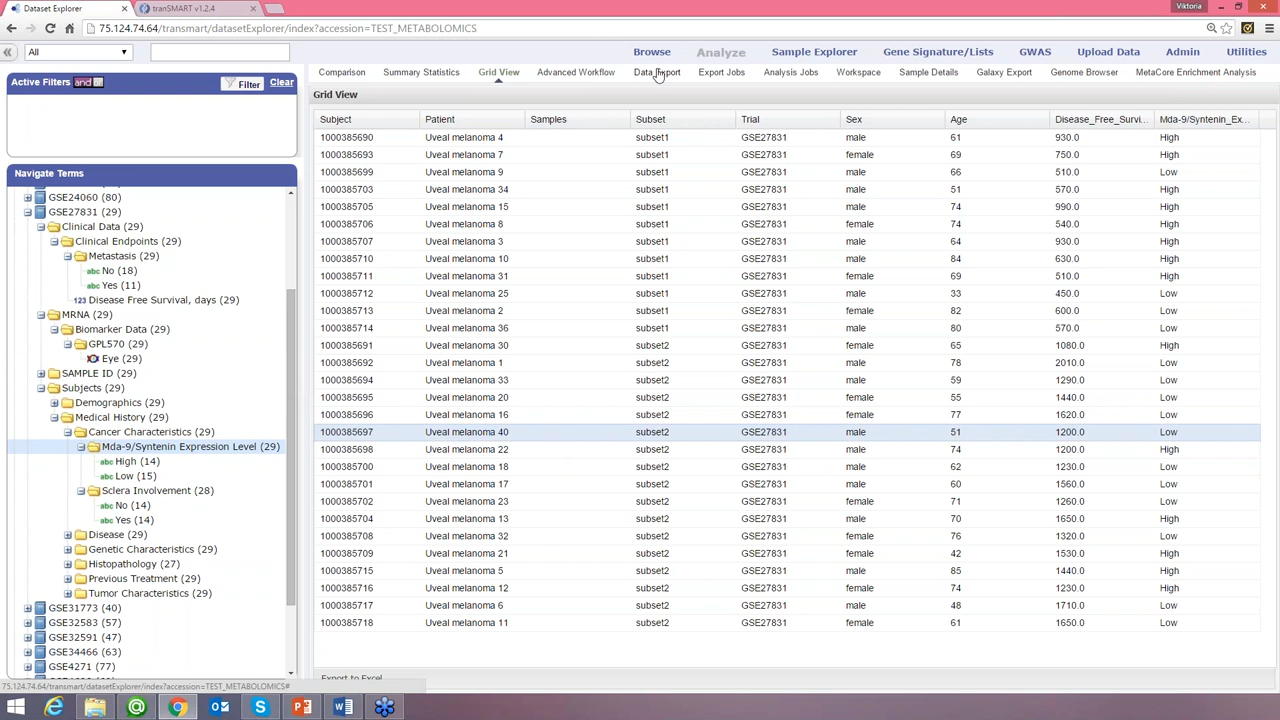 Dataset Explorer
tranSMART v1.2.4
Viktoria
75.124.74.64/transmart/datasetExplorer/index?accession=TEST_METABOLOMICS
All
Browse Analyze Sample Explorer Gene Signature/Lists GWAS Upload Data Admin Utilities
Comparison Summary Statistics Grid View Advanced Workflow Data Export Export Jobs Analysis Jobs Workspace Sample Details Galaxy Export Genome Browser MetaCore Enrichment Analysis
Active Filters and or Filter Clear
Navigate Terms
GSE24060 (80)
GSE27831 (29)
Clinical Data (29)
Clinical Endpoints (29)
Metastasis (29)
abc No (18)
abc Yes (11)
123 Disease Free Survival, days (29)
MRNA (29)
Biomarker Data (29)
GPL570 (29)
Eye (29)
SAMPLE ID (29)
Subjects (29)
Demographics (29)
Medical History (29)
Cancer Characteristics (29)
Mda-9/Syntenin Expression Level (29)
abc High (14)
abc Low (15)
Sclera Involvement (28)
abc No (14)
abc Yes (14)
Disease (29)
Genetic Characteristics (29)
Histopathology (27)
Previous Treatment (29)
Tumor Characteristics (29)
GSE31773 (40)
GSE32583 (57)
GSE32591 (47)
GSE34466 (63)
GSE4271 (77)
75.124.74.64/transmart/datasetExplorer/index?accession=TEST_METABOLOMICS#
Grid View
Subject Patient Samples Subset Trial Sex Age Disease_Free_Survi... Mda-9/Syntenin_Ex...
1000385690 Uveal melanoma 4 subset1 GSE27831 male 61 930.0 High
1000385693 Uveal melanoma 7 subset1 GSE27831 female 69 750.0 High
1000385699 Uveal melanoma 9 subset1 GSE27831 male 66 510.0 Low
1000385703 Uveal melanoma 34 subset1 GSE27831 male 51 570.0 High
1000385705 Uveal melanoma 15 subset1 GSE27831 male 74 990.0 High
1000385706 Uveal melanoma 8 subset1 GSE27831 female 74 540.0 High
1000385707 Uveal melanoma 3 subset1 GSE27831 male 64 930.0 High
1000385710 Uveal melanoma 10 subset1 GSE27831 male 84 630.0 High
1000385711 Uveal melanoma 31 subset1 GSE27831 female 69 510.0 High
1000385712 Uveal melanoma 25 subset1 GSE27831 male 33 450.0 Low
1000385713 Uveal melanoma 2 subset1 GSE27831 female 82 600.0 Low
1000385714 Uveal melanoma 36 subset1 GSE27831 male 80 570.0 Low
1000385691 Uveal melanoma 30 subset2 GSE27831 female 65 1080.0 High
1000385692 Uveal melanoma 1 subset2 GSE27831 female 78 2010.0 Low
1000385694 Uveal melanoma 33 subset2 GSE27831 male 59 1290.0 Low
1000385695 Uveal melanoma 20 subset2 GSE27831 female 55 1440.0 Low
1000385696 Uveal melanoma 16 subset2 GSE27831 male 77 1620.0 Low
1000385697 Uveal melanoma 40 subset2 GSE27831 male 51 1200.0 Low
1000385698 Uveal melanoma 22 subset2 GSE27831 male 74 1200.0 High
1000385700 Uveal melanoma 18 subset2 GSE27831 male 62 1230.0 Low
1000385701 Uveal melanoma 17 subset2 GSE27831 male 60 1560.0 Low
1000385702 Uveal melanoma 23 subset2 GSE27831 female 71 1260.0 Low
1000385704 Uveal melanoma 13 subset2 GSE27831 male 70 1650.0 High
1000385708 Uveal melanoma 32 subset2 GSE27831 female 76 1320.0 Low
1000385709 Uveal melanoma 21 subset2 GSE27831 female 42 1530.0 High
1000385715 Uveal melanoma 5 subset2 GSE27831 male 85 1440.0 High
1000385716 Uveal melanoma 12 subset2 GSE27831 female 74 1230.0 High
1000385717 Uveal melanoma 6 subset2 GSE27831 male 48 1710.0 Low
1000385718 Uveal melanoma 11 subset2 GSE27831 female 61 1650.0 Low
Export to Excel